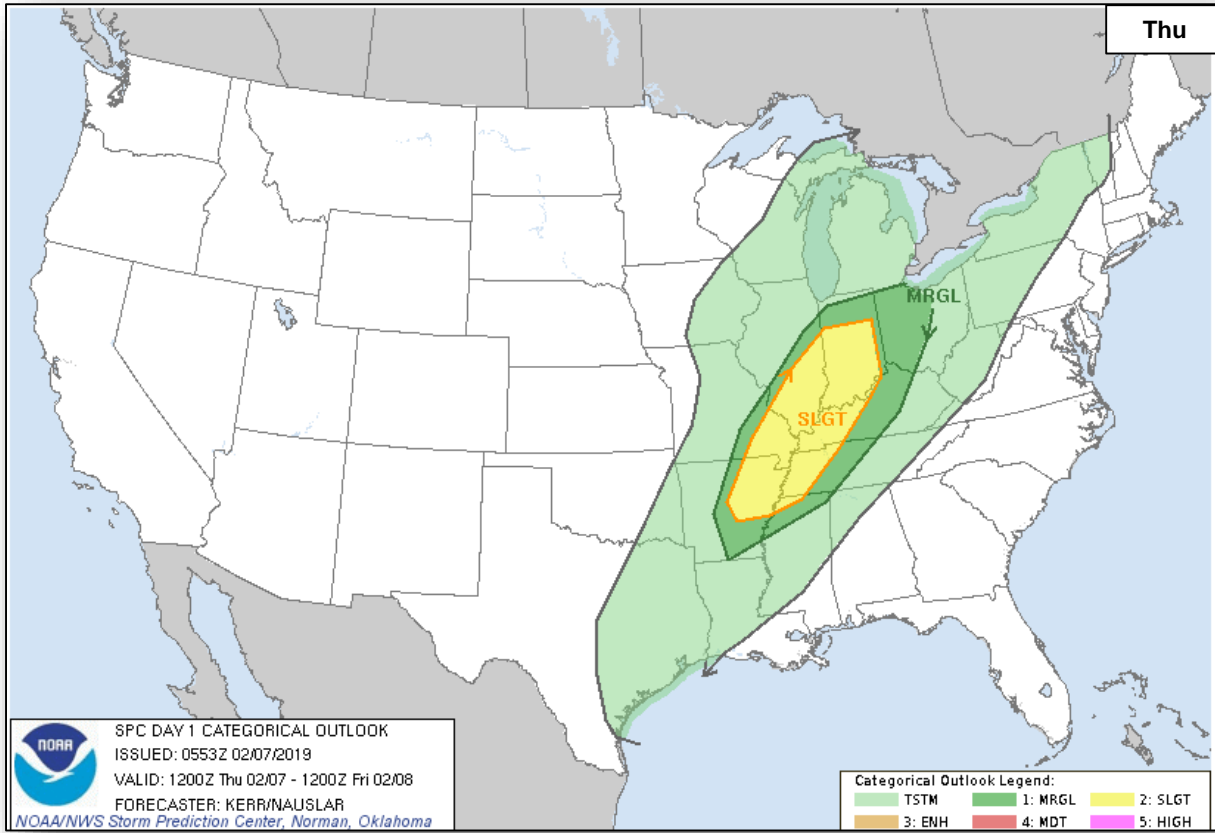 Thu
MRGL
SLGT
NOAA
SPC DAY 1 CATEGORICAL OUTLOOK
ISSUED: 0553Z 02/07/2019
VALID: 1200Z Thu 02/07 - 1200Z Fri 02/08
FORECASTER: KERR/NAUSLAR
NOAA/NWS Storm Prediction Center, Norman, Oklahoma
Categorical Outlook Legend:
TSTM 1: MRGL 2: SLGT
3: ENH 4: MDT 5: HIGH